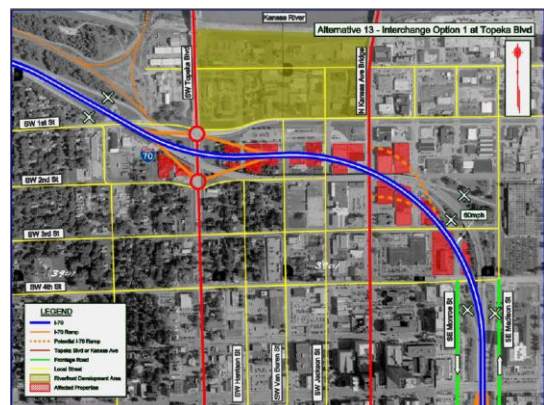 Kansas River
Alternative 13 - Interchange Option 1 at Topeka Blvd
SW Topeka Blvd
N Kansas Ave Bridge
SW 1st St
70
SW 2nd St
60mph
SW 3rd St
SW 4th St
SW Harrison St
SW Van Buren St
SW Jackson St
SE Monroe St
SE Madison St
LEGEND
I-70
I-70 Ramp
Potential I-70 Ramp
Topeka Blvd or Kansas Ave
Frontage Road
Local Street
Riverfront Development Area
Affected Properties